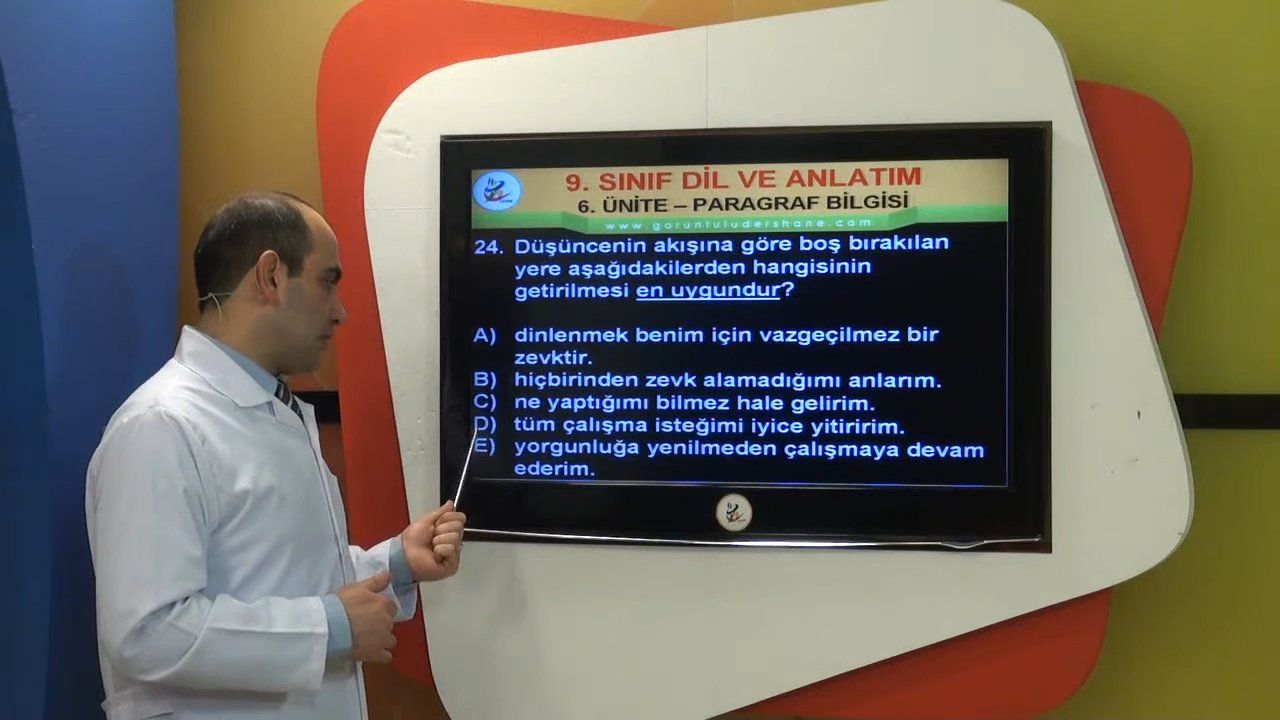 9. SINIF DİL VE ANLATIM
6. ÜNİTE – PARAGRAF BİLGİSİ
www.goruntuludershane.com
24. Düşüncenin akışına göre boş bırakılan
yere aşağıdakilerden hangisinin
getirilmesi en uygundur?
A) dinlenmek benim için vazgeçilmez bir
zevktir.
B) hiçbirinden zevk alamadığımı anlarım.
C) ne yaptığımı bilmez hale gelirim.
D) tüm çalışma isteğimi iyice yitiririm.
E) yorgunluğa yenilmeden çalışmaya devam
ederim.